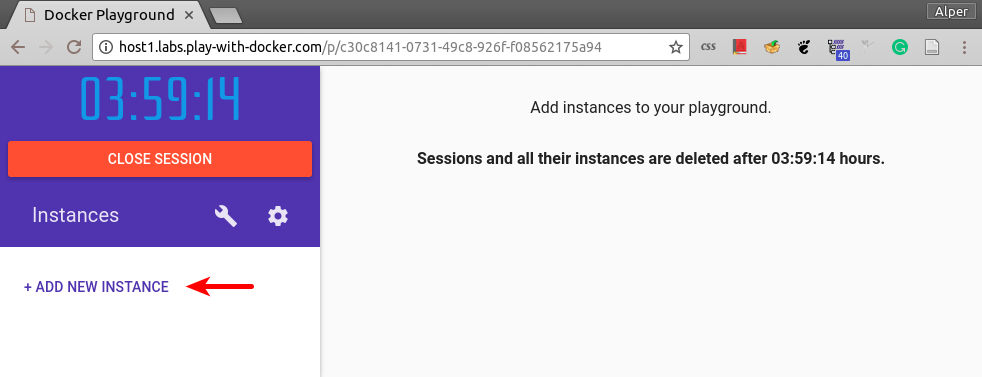 Docker Playground
Alper
host1.labs.play-with-docker.com/p/c30c8141-0731-49c8-926f-f08562175a94
css
40
03:59:14
CLOSE SESSION
Instances
+ ADD NEW INSTANCE
Add instances to your playground.
Sessions and all their instances are deleted after 03:59:14 hours.